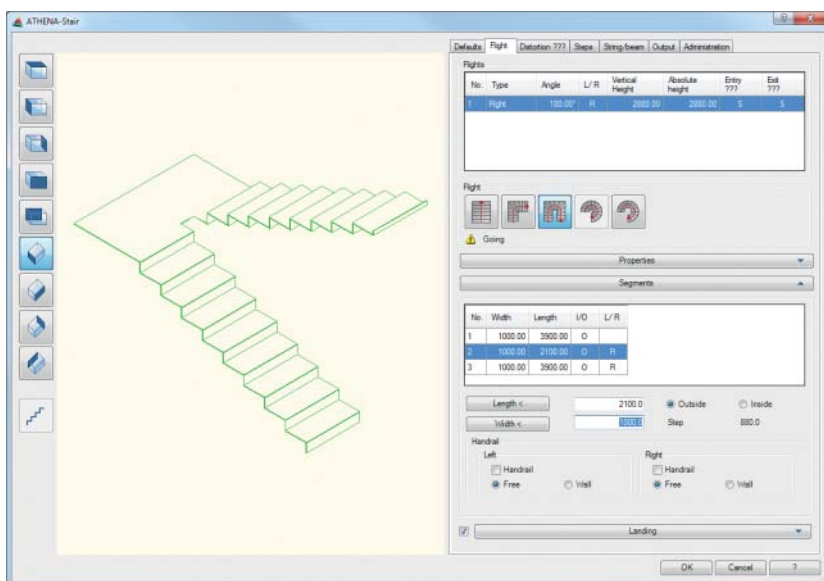 ATHENA-Stair
Defaults Flight Distortion ??? Steps String/beam Output Administration
Flights
No. Type Angle L/R Vertical Height Absolute height Entry ??? Exit ???
1 Flight 180.00° R 2880.00 2880.00 S S
Flight
Going
Properties
Segments
No. Width Length I/O L/R
1 1000.00 3900.00 O
2 1000.00 2100.00 O R
3 1000.00 3900.00 O R
Length < 2100.0 Outside Inside
Width < 1000.0 Step 880.0
Handrail
Left Right
Handrail Handrail
Free Wall Free Wall
Landing
OK Cancel ?